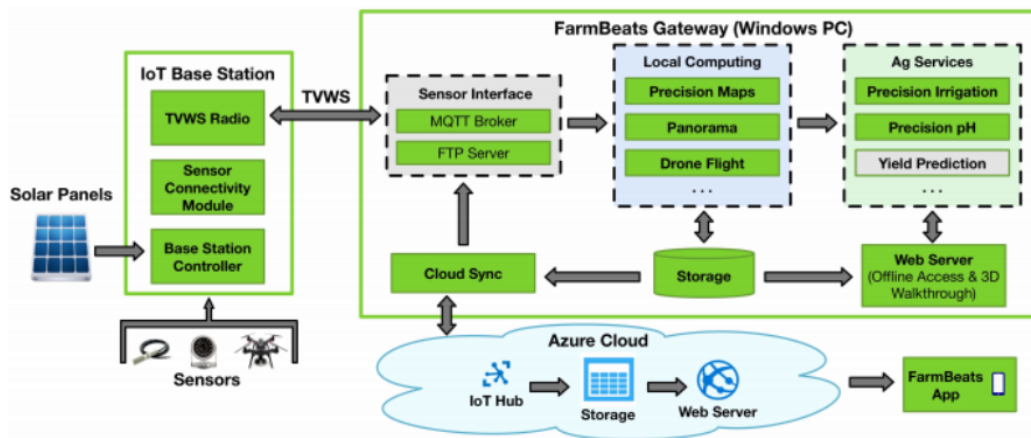 FarmBeats Gateway (Windows PC)
IoT Base Station
TVWS Radio
Sensor
Connectivity
Module
Base Station
Controller
Solar Panels
Sensors
TVWS
Sensor Interface
MQTT Broker
FTP Server
Local Computing
Precision Maps
Panorama
Drone Flight
...
Ag Services
Precision Irrigation
Precision pH
Yield Prediction
...
Cloud Sync
Storage
Web Server
(Offline Access & 3D
Walkthrough)
Azure Cloud
IoT Hub
Storage
Web Server
FarmBeats
App